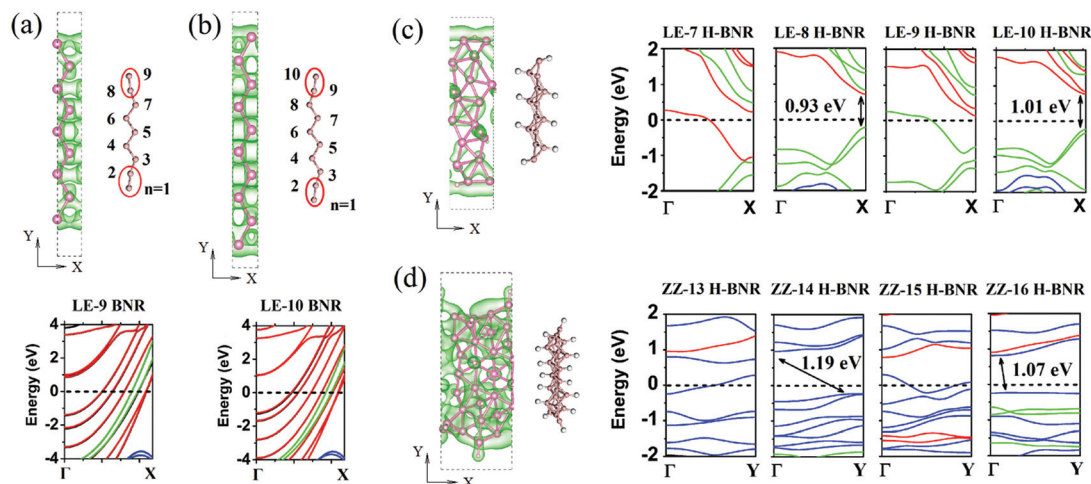 (a)
9
8
7
6
5
4
3
2
n=1
Y
X
(b)
10
9
8
7
6
5
4
3
2
n=1
Y
X
(c)
Y
X
LE-7 H-BNR
LE-8 H-BNR
LE-9 H-BNR
LE-10 H-BNR
Energy (eV)
2
1
0
-1
-2
0.93 eV
1.01 eV
Γ
X
Γ
X
Γ
X
Γ
X
LE-9 BNR
Energy (eV)
4
2
0
-2
-4
Γ
X
LE-10 BNR
Energy (eV)
4
2
0
-2
-4
Γ
X
(d)
Y
X
ZZ-13 H-BNR
ZZ-14 H-BNR
ZZ-15 H-BNR
ZZ-16 H-BNR
Energy (eV)
2
1
0
-1
-2
1.19 eV
1.07 eV
Γ
Y
Γ
Y
Γ
Y
Γ
Y